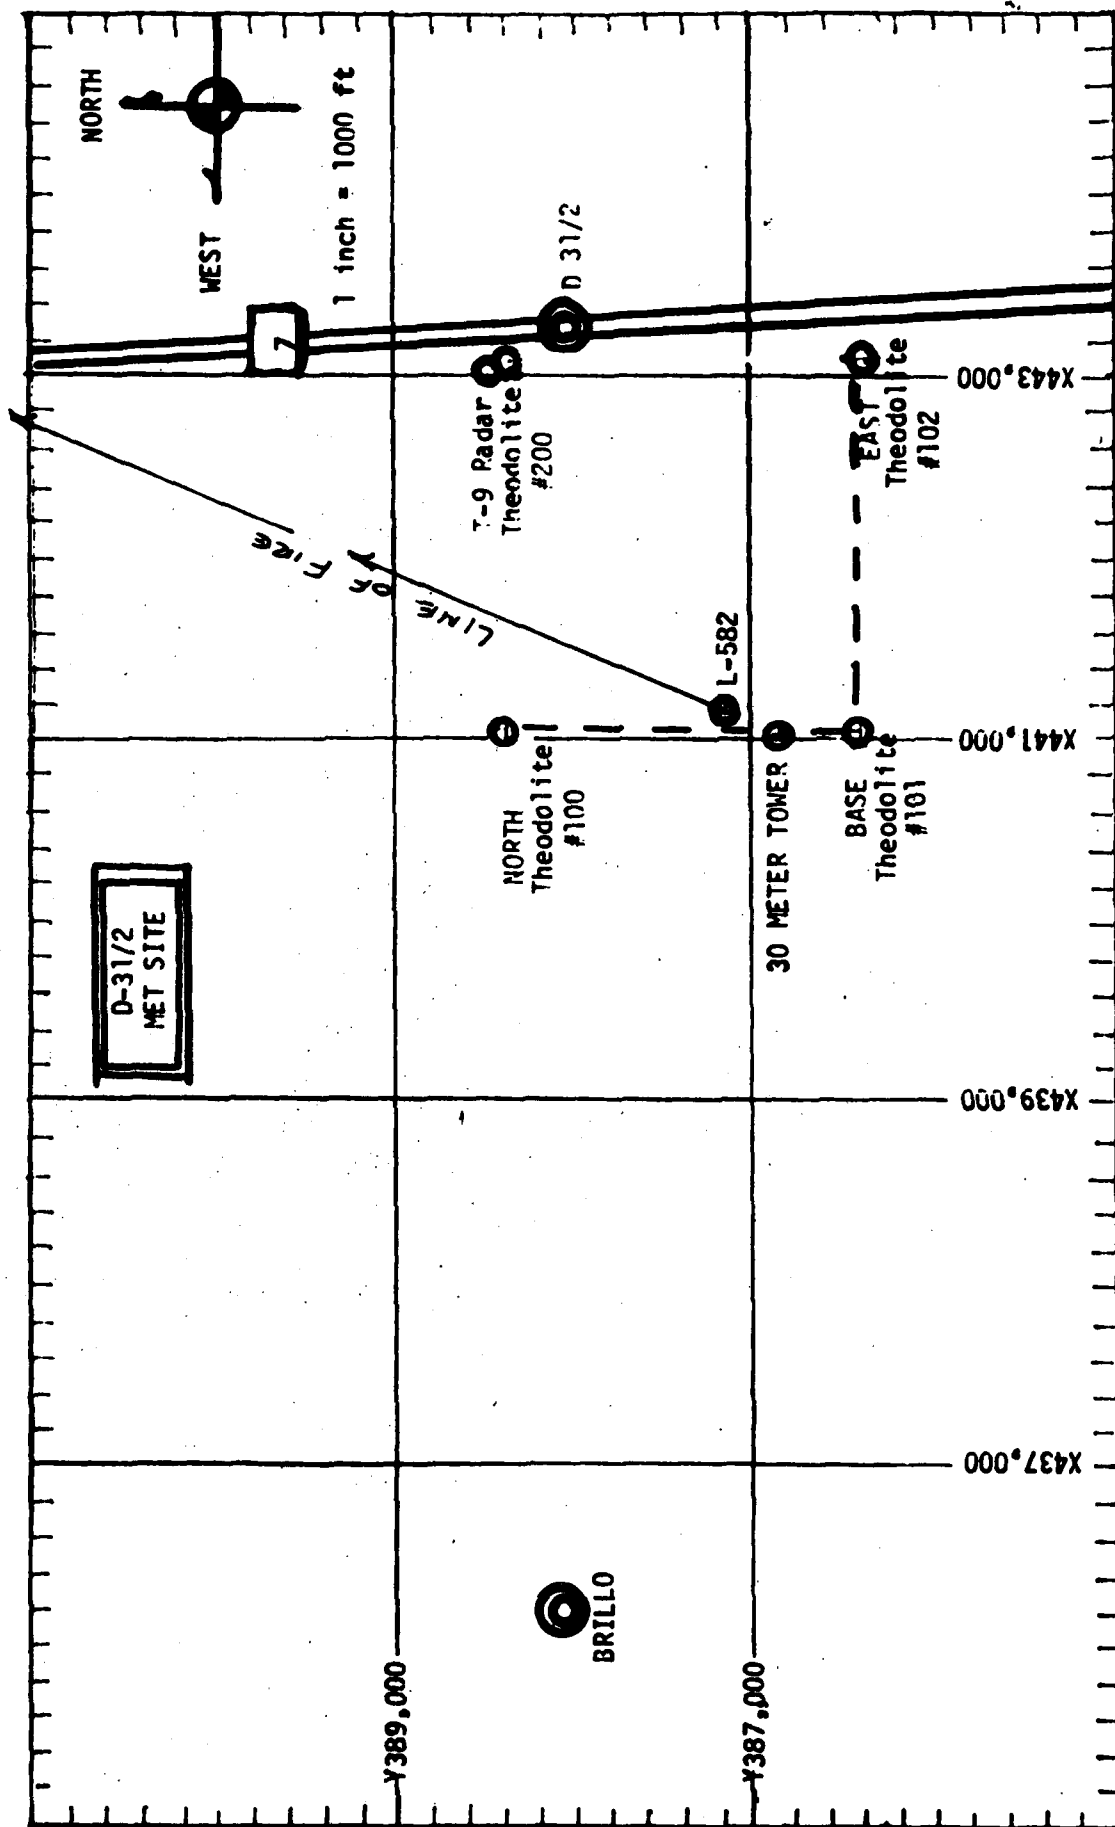 D-31/2
MET SITE
NORTH
WEST
1 inch = 1000 ft
7
LINE OF FIRE
T-9 Radar
Theodolite
#200
D 31/2
L-582
NORTH
Theodolite
#100
30 METER TOWER
BASE
Theodolite
#101
EAST
Theodolite
#102
BRILLO
Y389,000
Y387,000
X437,000
X439,000
X441,000
X443,000